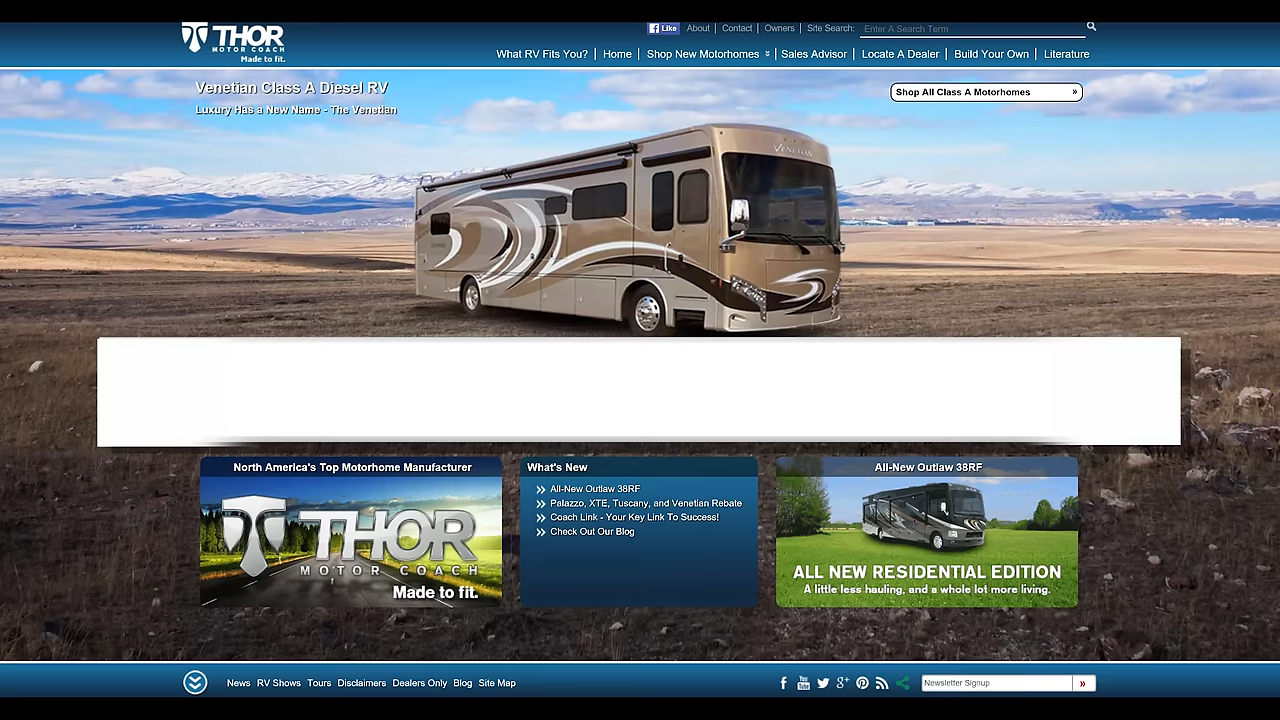 THOR
MOTOR COACH
Made to fit.
Like
About
Contact
Owners
Site Search:
Enter A Search Term
What RV Fits You?
Home
Shop New Motorhomes
Sales Advisor
Locate A Dealer
Build Your Own
Literature
Venetian Class A Diesel RV
Luxury Has a New Name - The Venetian
Shop All Class A Motorhomes »
VENETIAN
North America's Top Motorhome Manufacturer
THOR
MOTOR COACH
Made to fit.
What's New
All-New Outlaw 38RF
Palazzo, XTE, Tuscany, and Venetian Rebate
Coach Link - Your Key Link To Success!
Check Out Our Blog
All-New Outlaw 38RF
ALL NEW RESIDENTIAL EDITION
A little less hauling, and a whole lot more living.
News
RV Shows
Tours
Disclaimers
Dealers Only
Blog
Site Map
You Tube
Newsletter Signup »